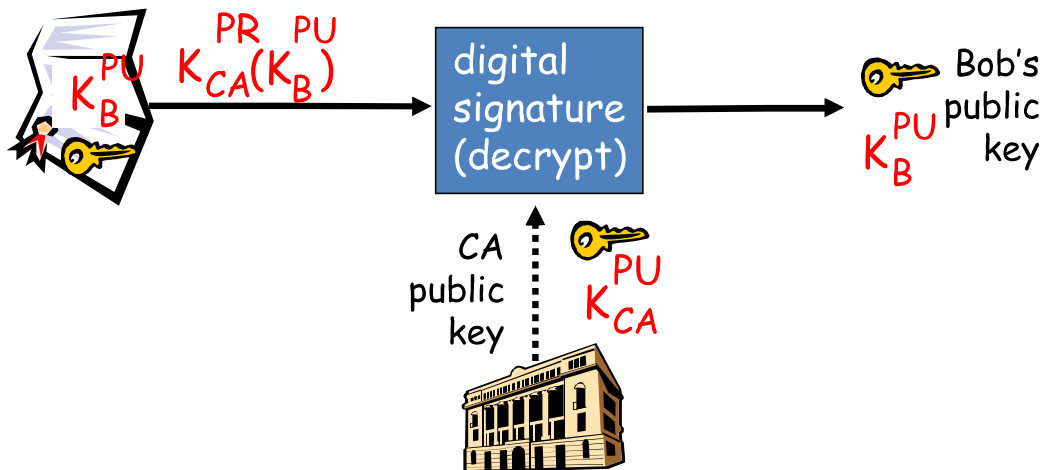 K_B^PU
K_CA^PR(K_B^PU)
digital
signature
(decrypt)
Bob's
public
key
K_B^PU
CA
public
key
K_CA^PU